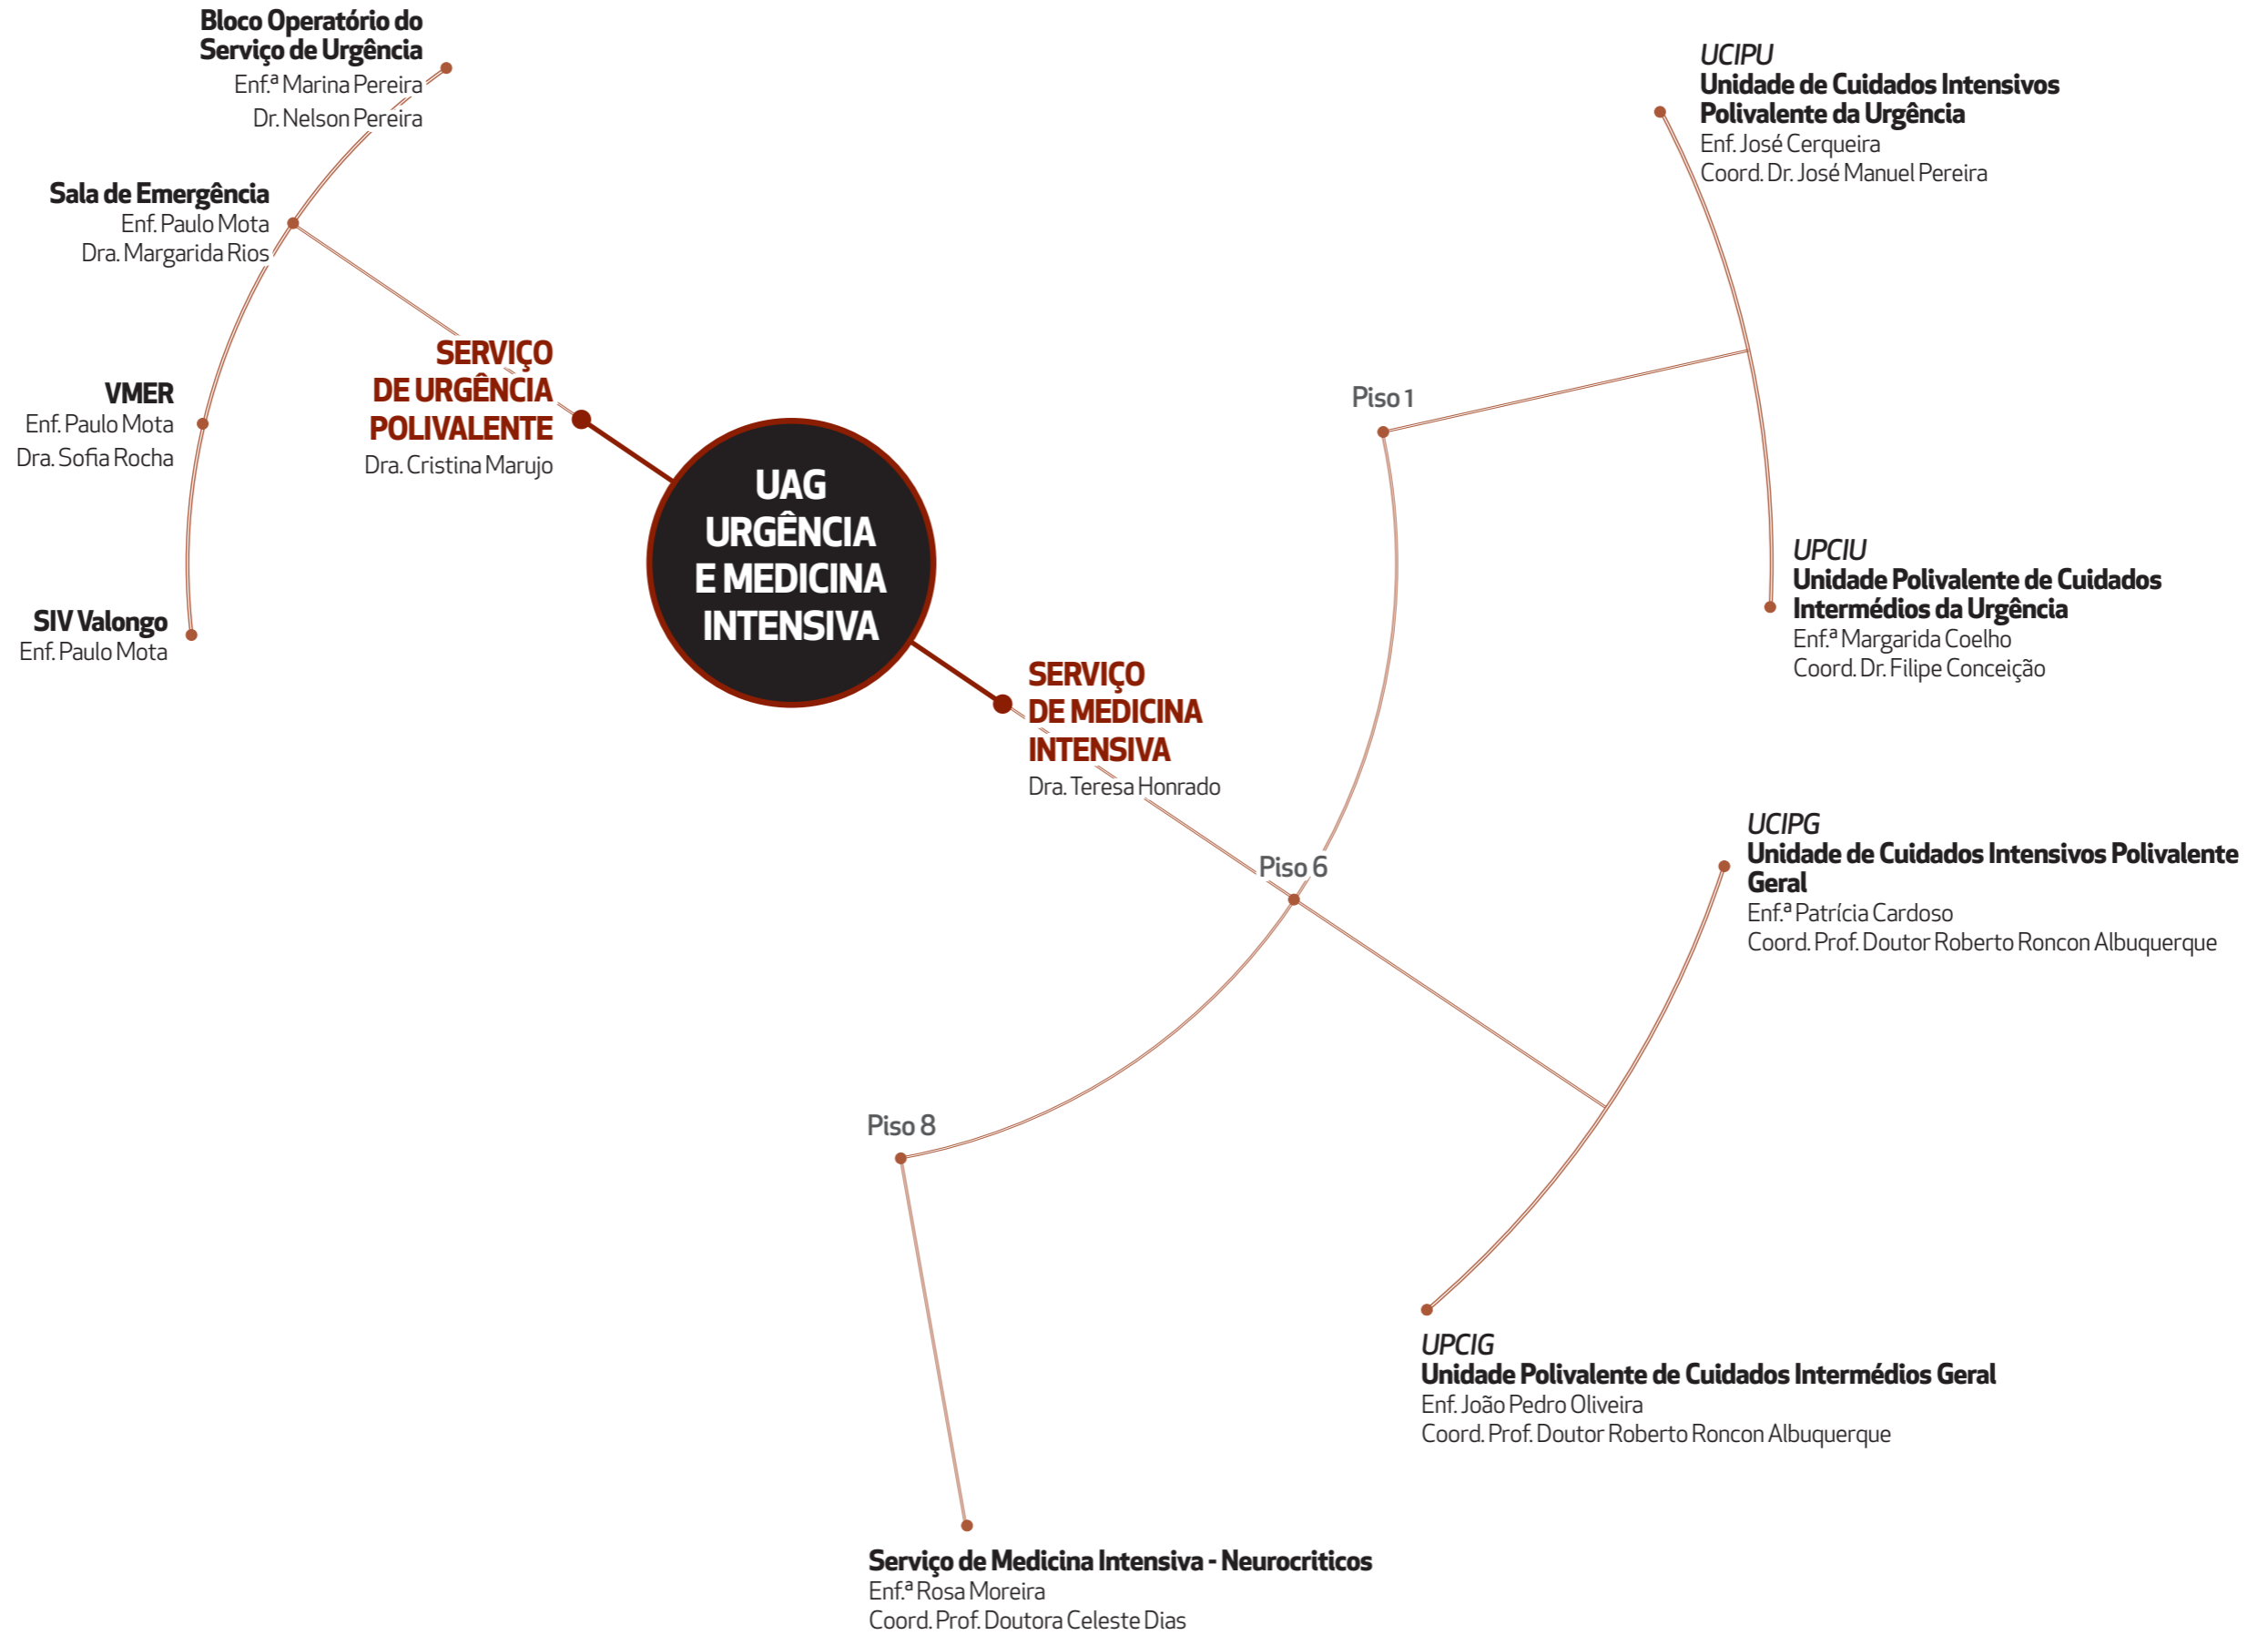 Bloco Operatório do
Serviço de Urgência
Enf.ª Marina Pereira
Dr. Nelson Pereira
Sala de Emergência
Enf. Paulo Mota
Dra. Margarida Rios
VMER
Enf. Paulo Mota
Dra. Sofia Rocha
SIV Valongo
Enf. Paulo Mota
SERVIÇO
DE URGÊNCIA
POLIVALENTE
Dra. Cristina Marujo
UAG
URGÊNCIA
E MEDICINA
INTENSIVA
SERVIÇO
DE MEDICINA
INTENSIVA
Dra. Teresa Honrado
Piso 1
UCIPU
Unidade de Cuidados Intensivos
Polivalente da Urgência
Enf. José Cerqueira
Coord. Dr. José Manuel Pereira
UPCIU
Unidade Polivalente de Cuidados
Intermédios da Urgência
Enf.ª Margarida Coelho
Coord. Dr. Filipe Conceição
Piso 6
UCIPG
Unidade de Cuidados Intensivos Polivalente
Geral
Enf.ª Patrícia Cardoso
Coord. Prof. Doutor Roberto Roncon Albuquerque
UPCIG
Unidade Polivalente de Cuidados Intermédios Geral
Enf. João Pedro Oliveira
Coord. Prof. Doutor Roberto Roncon Albuquerque
Piso 8
Serviço de Medicina Intensiva - Neurocriticos
Enf.ª Rosa Moreira
Coord. Prof. Doutora Celeste Dias